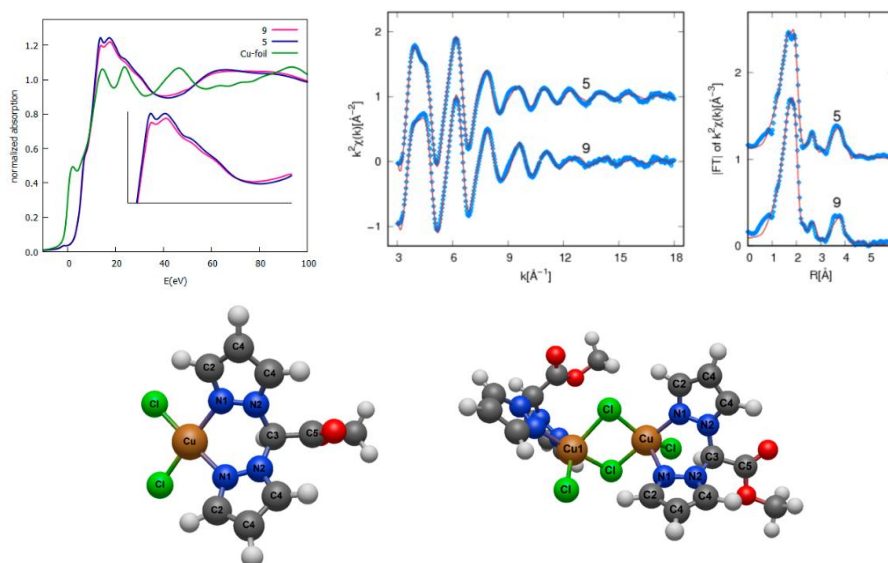 9
5
Cu-foil
normalized absorption
1.2
1.0
0.8
0.6
0.4
0.2
0.0
0 20 40 60 80 100
E(eV)
k²χ(k)[Å⁻²]
2
1
0
−1
5
9
3 6 9 12 15 18
k[Å⁻¹]
|FT| of k²χ(k)[Å⁻³]
2
1
0
5
9
0 1 2 3 4 5
R[Å]
C4
C2 C4
N1 N2
Cl
Cu C3 C5
Cl
N1 N2
C2 C4
C4
C4
C2
Cl N1
N2
Cu1 Cu Cl C3
Cl C5
Cl N1 N2
C2 C4
C4